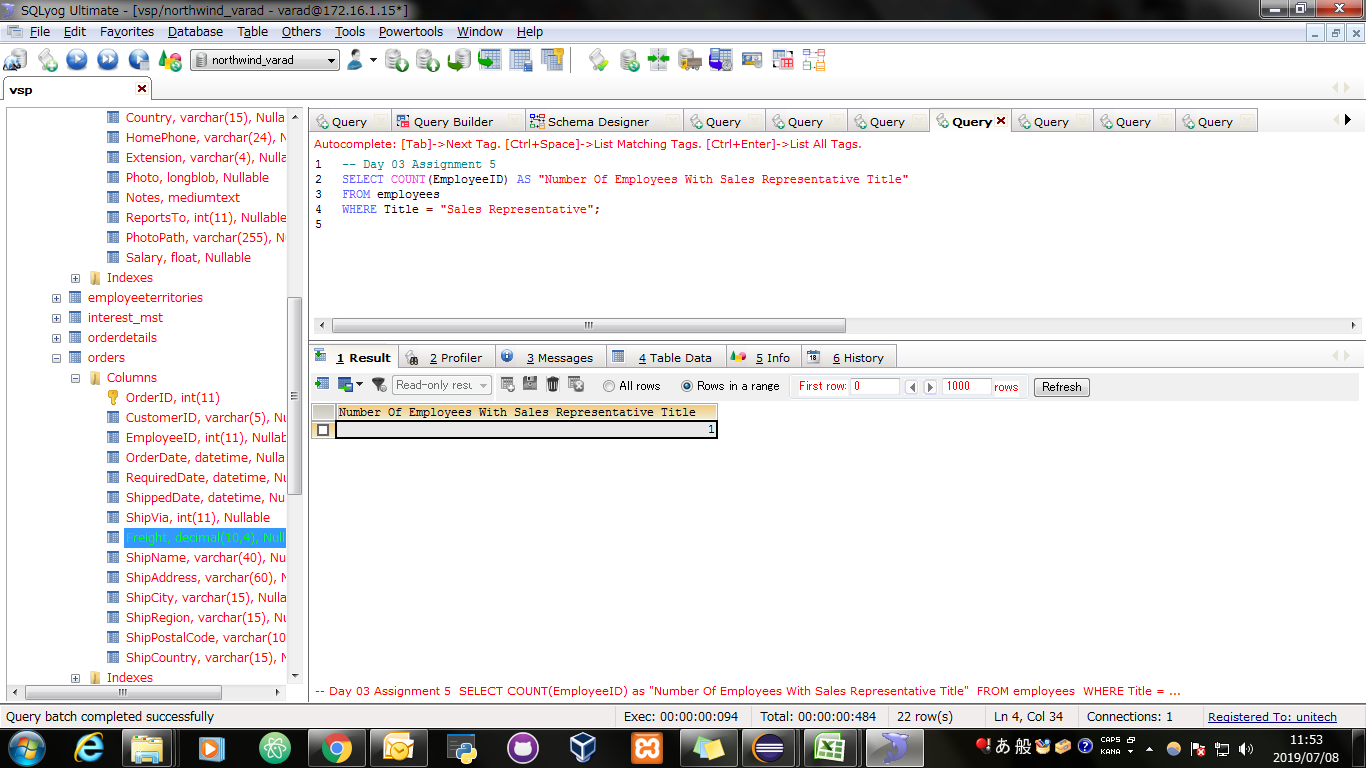 SQLyog Ultimate - [vsp/northwind_varad - varad@172.16.1.15*]
File Edit Favorites Database Table Others Tools Powertools Window Help
northwind_varad
vsp
Country, varchar(15), Nulla
HomePhone, varchar(24), N
Extension, varchar(4), Nulla
Photo, longblob, Nullable
Notes, mediumtext
ReportsTo, int(11), Nullable
PhotoPath, varchar(255), Nu
Salary, float, Nullable
Indexes
employeeterritories
interest_mst
orderdetails
orders
Columns
OrderID, int(11)
CustomerID, varchar(5), Nu
EmployeeID, int(11), Nullab
OrderDate, datetime, Nulla
RequiredDate, datetime, Nu
ShippedDate, datetime, Nu
ShipVia, int(11), Nullable
Freight, decimal(10,4), Null
ShipName, varchar(40), Nu
ShipAddress, varchar(60), N
ShipCity, varchar(15), Nulla
ShipRegion, varchar(15), Nu
ShipPostalCode, varchar(10
ShipCountry, varchar(15), N
Indexes
Query Query Builder Schema Designer Query Query Query Query Query Query Query
Autocomplete: [Tab]->Next Tag. [Ctrl+Space]->List Matching Tags. [Ctrl+Enter]->List All Tags.
1 -- Day 03 Assignment 5
2 SELECT COUNT(EmployeeID) AS "Number Of Employees With Sales Representative Title"
3 FROM employees
4 WHERE Title = "Sales Representative";
5
1 Result 2 Profiler 3 Messages 4 Table Data 5 Info 6 History
Read-only resu All rows Rows in a range First row: 0 1000 rows Refresh
Number Of Employees With Sales Representative Title
1
-- Day 03 Assignment 5 SELECT COUNT(EmployeeID) as "Number Of Employees With Sales Representative Title" FROM employees WHERE Title = ...
Query batch completed successfully Exec: 00:00:00:094 Total: 00:00:00:484 22 row(s) Ln 4, Col 34 Connections: 1 Registered To: unitech
あ 般 CAPS KANA
11:53
2019/07/08